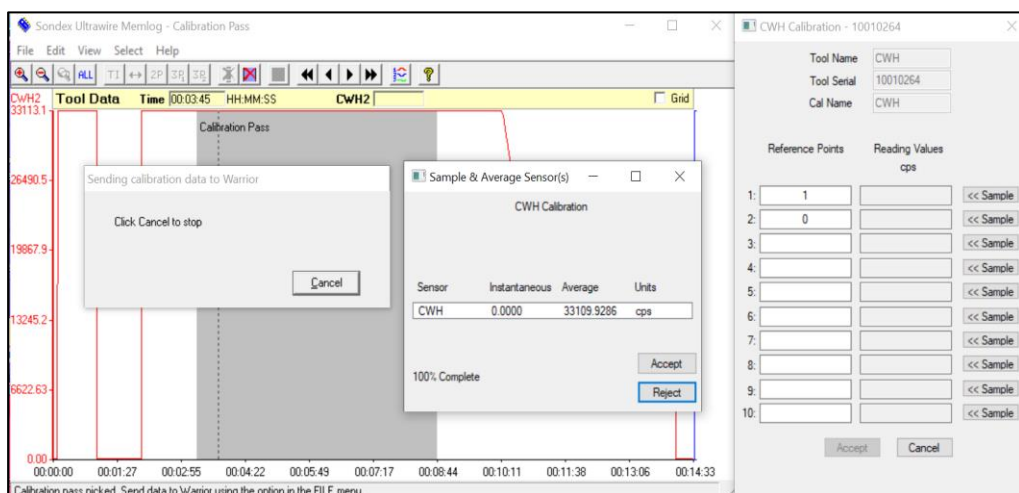 Sondex Ultrawire Memlog - Calibration Pass
File Edit View Select Help
ALL TI 2P 3P 3P
CWH2 Tool Data Time 00:03:45 HH:MM:SS CWH2 Grid
33113.1
26490.5
19867.9
13245.2
6622.63
0.00
Calibration Pass
00:00:00 00:01:27 00:02:55 00:04:22 00:05:49 00:07:17 00:08:44 00:10:11 00:11:38 00:13:06 00:14:33
Calibration pass picked. Send data to Warrior using the option in the FILE menu
Sending calibration data to Warrior
Click Cancel to stop
Cancel
Sample & Average Sensor(s)
CWH Calibration
Sensor Instantaneous Average Units
CWH 0.0000 33109.9286 cps
Accept
100% Complete
Reject
CWH Calibration - 10010264
Tool Name CWH
Tool Serial 10010264
Cal Name CWH
Reference Points Reading Values
cps
1: 1 << Sample
2: 0 << Sample
3: << Sample
4: << Sample
5: << Sample
6: << Sample
7: << Sample
8: << Sample
9: << Sample
10: << Sample
Accept Cancel